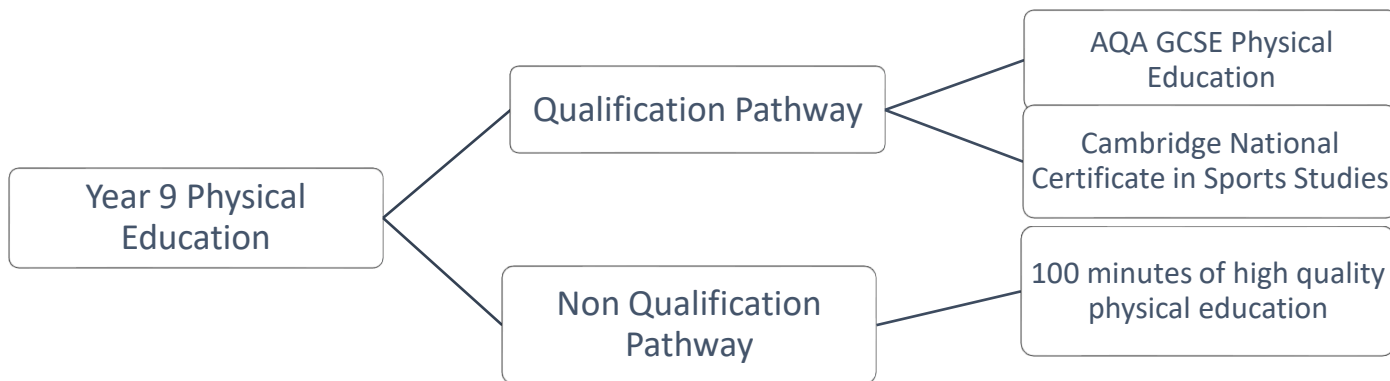 Year 9 Physical
Education
Qualification Pathway
AQA GCSE Physical
Education
Cambridge National
Certificate in Sports Studies
Non Qualification
Pathway
100 minutes of high quality
physical education